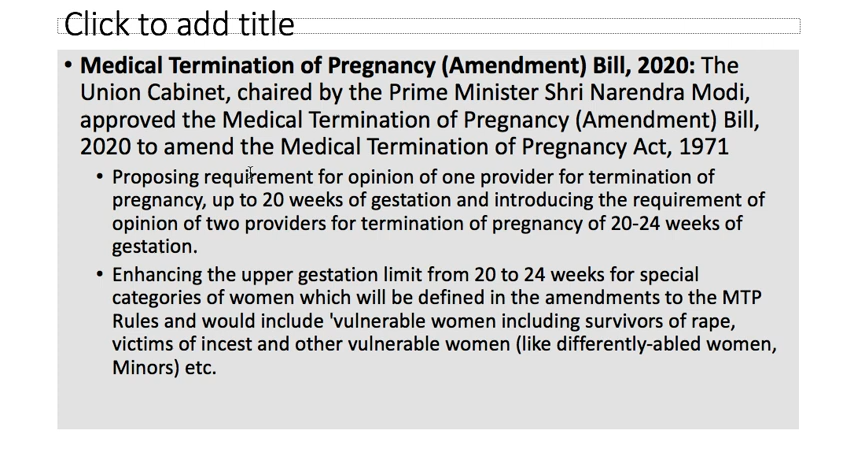 Click to add title
• Medical Termination of Pregnancy (Amendment) Bill, 2020: The
Union Cabinet, chaired by the Prime Minister Shri Narendra Modi,
approved the Medical Termination of Pregnancy (Amendment) Bill,
2020 to amend the Medical Termination of Pregnancy Act, 1971
• Proposing requirement for opinion of one provider for termination of
pregnancy, up to 20 weeks of gestation and introducing the requirement of
opinion of two providers for termination of pregnancy of 20-24 weeks of
gestation.
• Enhancing the upper gestation limit from 20 to 24 weeks for special
categories of women which will be defined in the amendments to the MTP
Rules and would include 'vulnerable women including survivors of rape,
victims of incest and other vulnerable women (like differently-abled women,
Minors) etc.